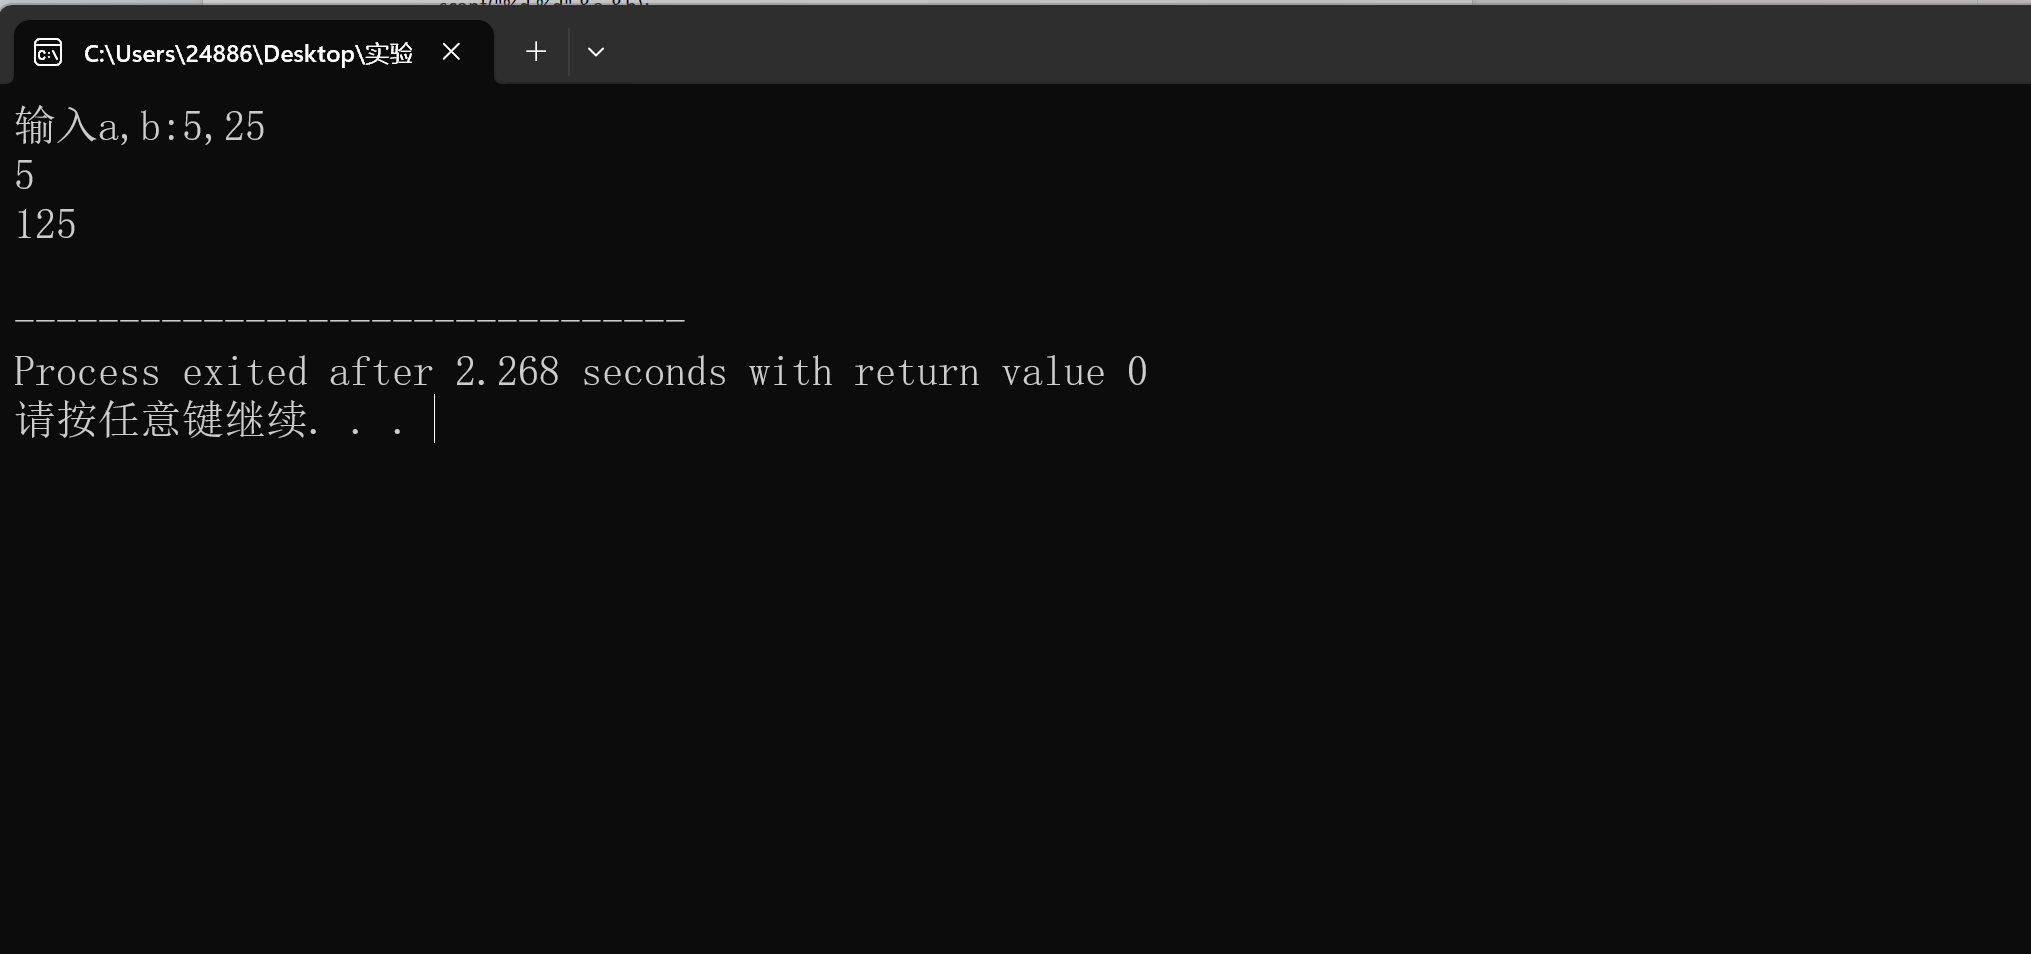 C:\Users\24886\Desktop\实验
输入a,b:5,25
5
125
--------------------------------
Process exited after 2.268 seconds with return value 0
请按任意键继续. . .